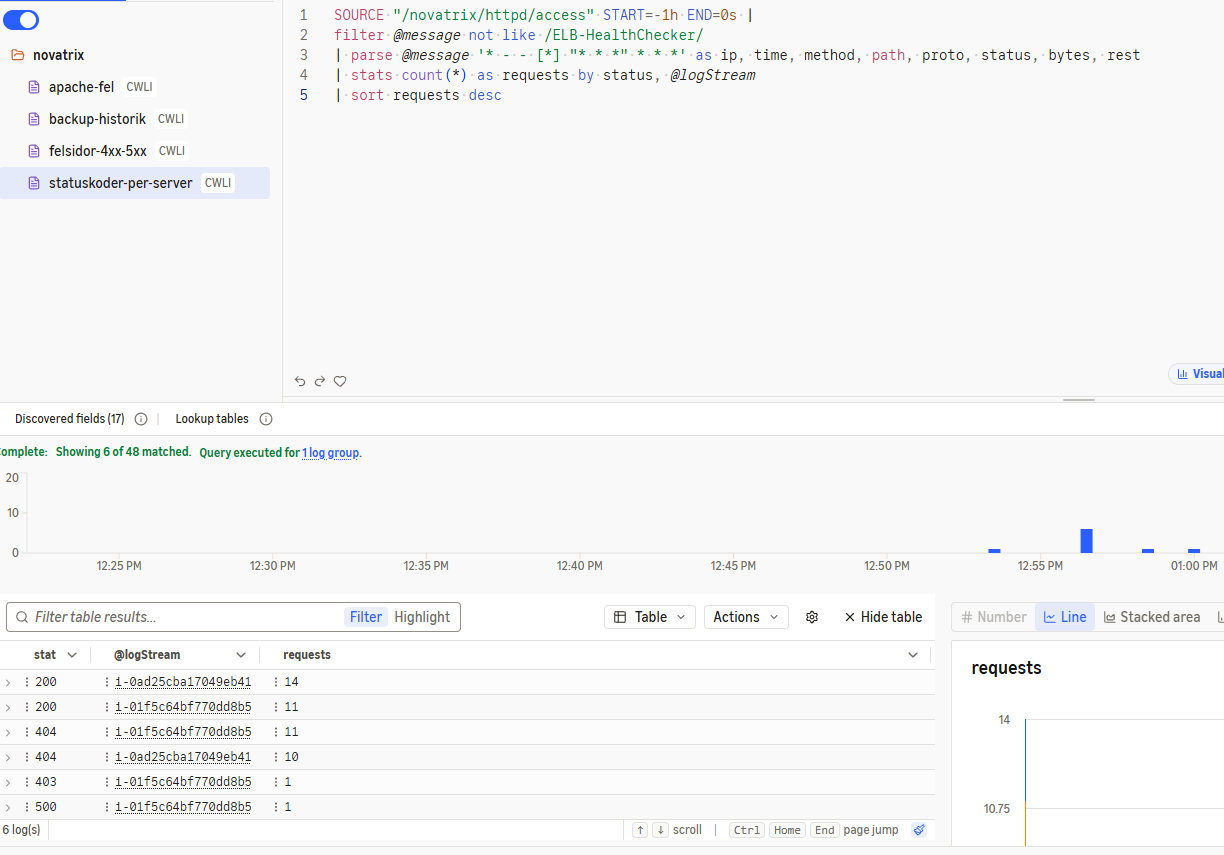 novatrix
apache-fel CWLI
backup-historik CWLI
felsidor-4xx-5xx CWLI
statuskoder-per-server CWLI
1 SOURCE "/novatrix/httpd/access" START=-1h END=0s |
2 filter @message not like /ELB-HealthChecker/
3 | parse @message '* - - [*] "* * *" * * *' as ip, time, method, path, proto, status, bytes, rest
4 | stats count(*) as requests by status, @logStream
5 | sort requests desc
Visual
Discovered fields (17) Lookup tables
omplete: Showing 6 of 48 matched. Query executed for 1 log group.
20
10
0
12:25 PM 12:30 PM 12:35 PM 12:40 PM 12:45 PM 12:50 PM 12:55 PM 01:00 PM
Filter table results... Filter Highlight Table Actions Hide table # Number Line Stacked area
stat @logStream requests
200 i-0ad25cba17049eb41 14
200 i-01f5c64bf770dd8b5 11
404 i-01f5c64bf770dd8b5 11
404 i-0ad25cba17049eb41 10
403 i-01f5c64bf770dd8b5 1
500 i-01f5c64bf770dd8b5 1
6 log(s) ↑ ↓ scroll | Ctrl Home End page jump
requests
14
10.75